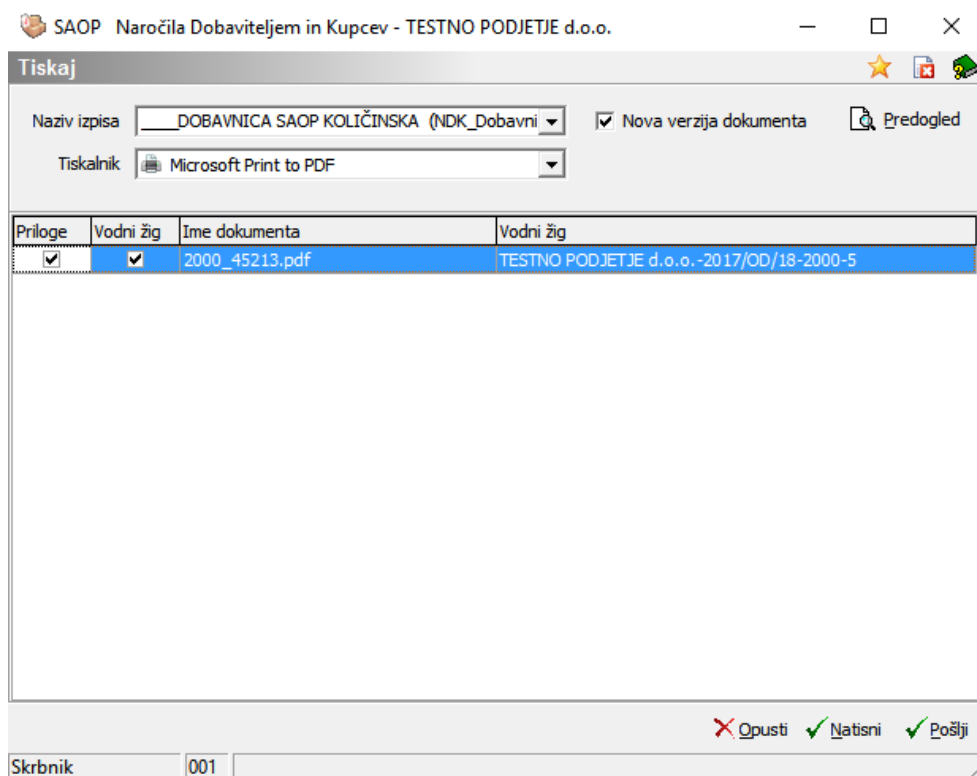 SAOP Naročila Dobaviteljem in Kupcev - TESTNO PODJETJE d.o.o.
Tiskaj
Naziv izpisa ____DOBAVNICA SAOP KOLIČINSKA (NDK_Dobavni Nova verzija dokumenta Predogled
Tiskalnik Microsoft Print to PDF
Priloge Vodni žig Ime dokumenta Vodni žig
2000_45213.pdf TESTNO PODJETJE d.o.o.-2017/OD/18-2000-5
Opusti Natisni Pošlji
Skrbnik 001